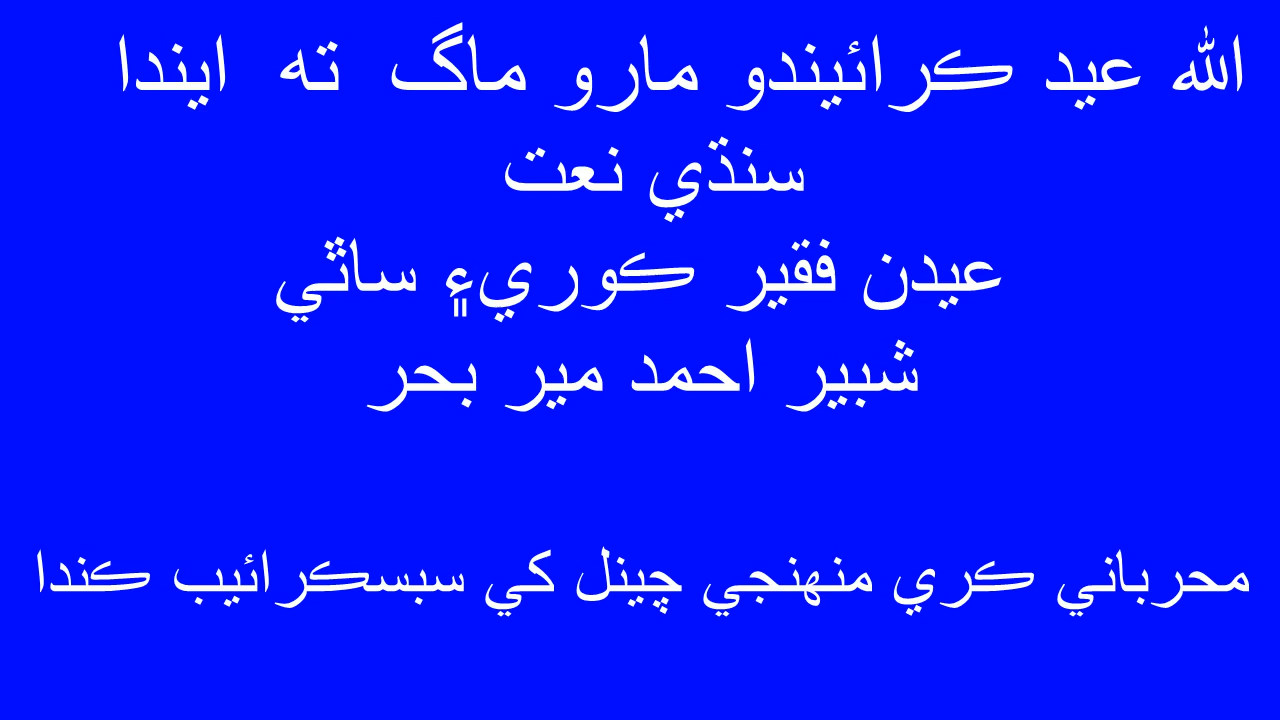 الله عيد ڪرائيندو مارو ماگ ته ايندا
سنڌي نعت
عيدن فقير ڪوريءِ ساٿي
شبير احمد مير بحر
محرباني ڪري منهنجي چينل کي سبسڪرائيب ڪندا